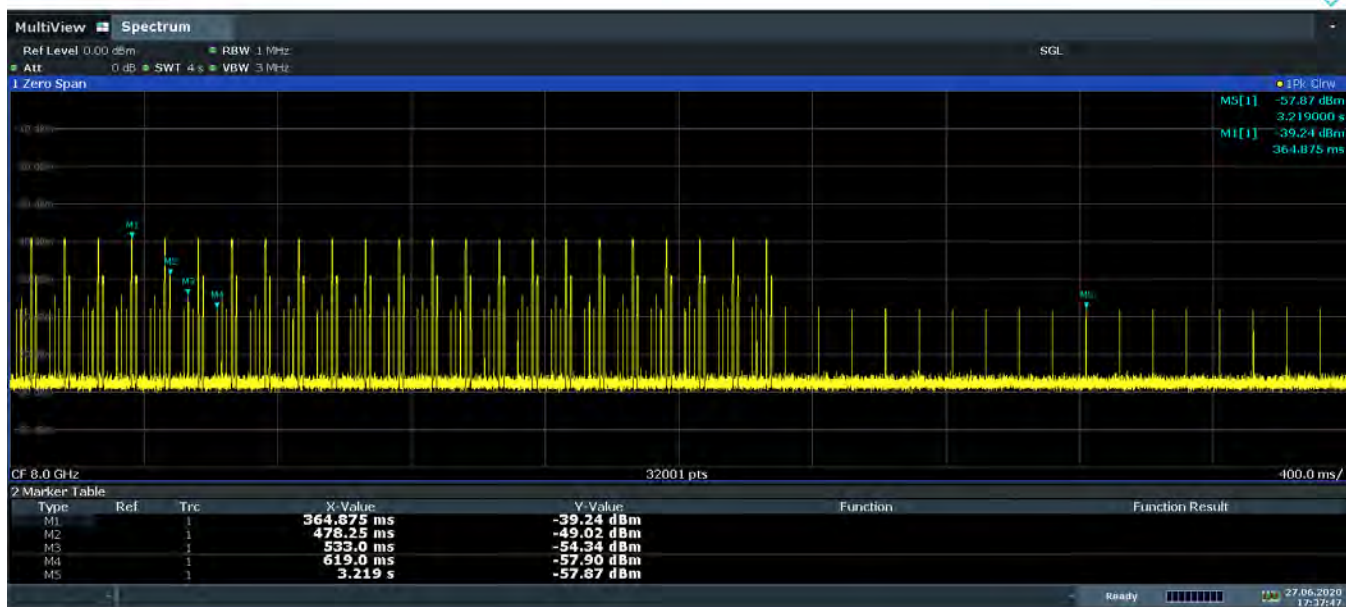 MultiView Spectrum
Ref Level 0.00 dBm RBW 1 MHz SGL
Att 0 dB SWT 4 s VBW 3 MHz
1 Zero Span 1Pk Clrw
M5[1] -57.87 dBm
3.219000 s
M1[1] -39.24 dBm
364.875 ms
M1
M2
M3
M4
M5
CF 8.0 GHz 32001 pts 400.0 ms/
2 Marker Table
Type Ref Trc X-Value Y-Value Function Function Result
M1 1 364.875 ms -39.24 dBm
M2 1 478.25 ms -49.02 dBm
M3 1 533.0 ms -54.34 dBm
M4 1 619.0 ms -57.90 dBm
M5 1 3.219 s -57.87 dBm
Ready 27.06.2020
17:37:47